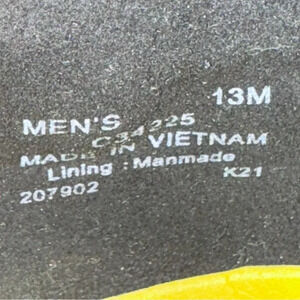 MEN'S 13M
C34225
MADE IN VIETNAM
Lining : Manmade
207902 K21